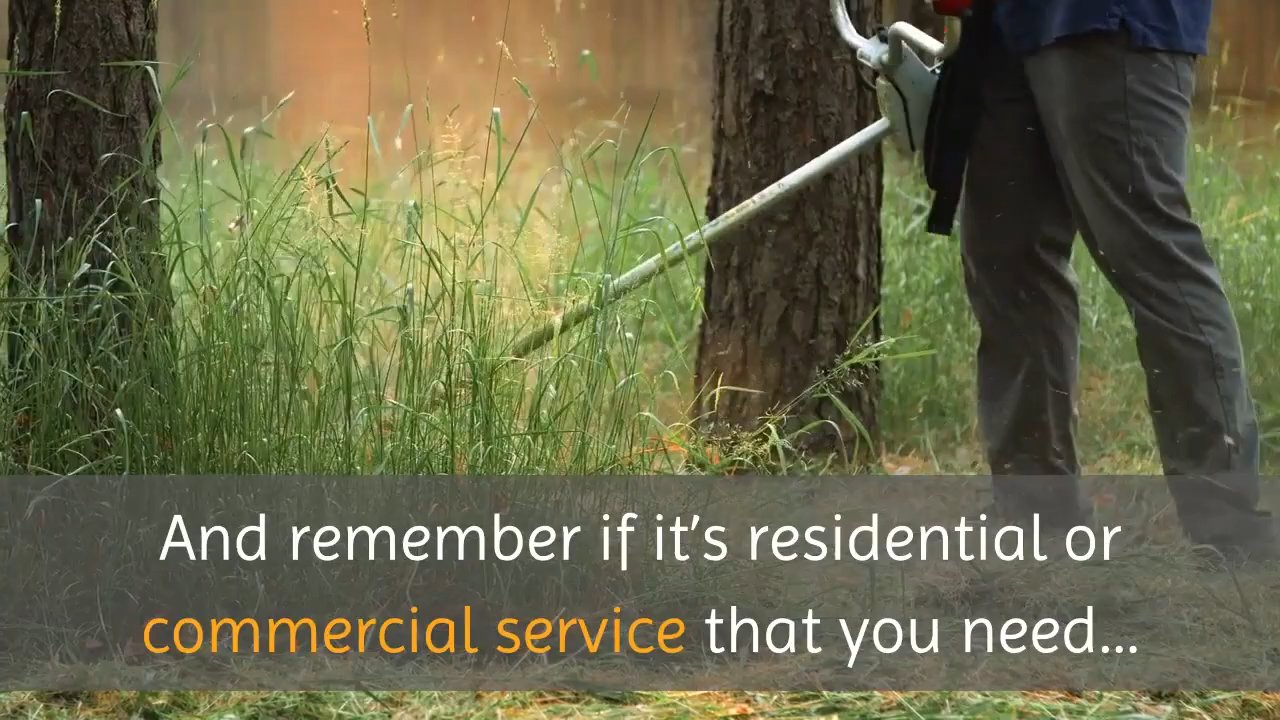 And remember if it's residential or
commercial service that you need...